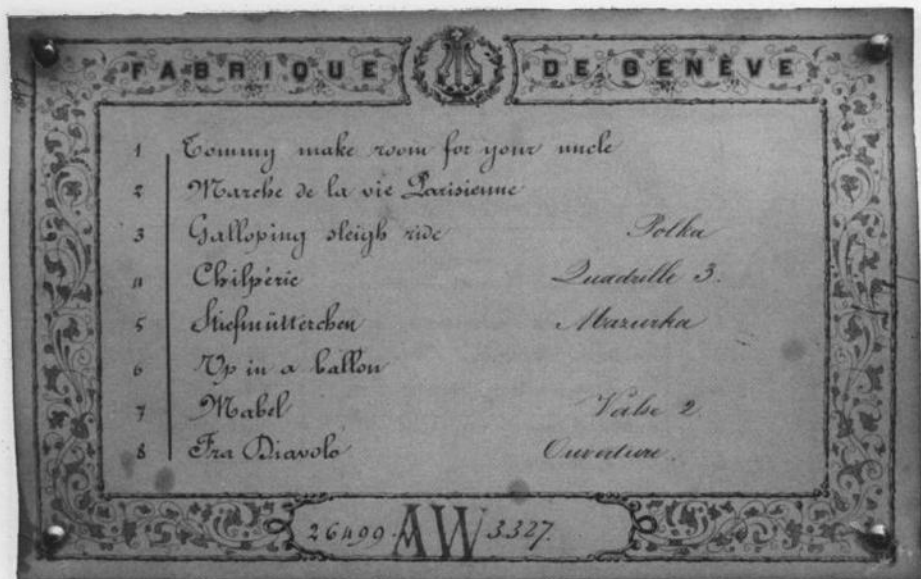 FABRIQUE DE GENÈVE
1 Tommy make room for your uncle
2 Marche de la vie Parisienne
3 Galloping sleigh ride Polka
4 Chilpéric Quadrille 3.
5 Stiefmütterchen Mazurka
6 Up in a ballon
7 Mabel Valse 2
8 Fra Diavolo Ouverture.
26499. AW 3327.